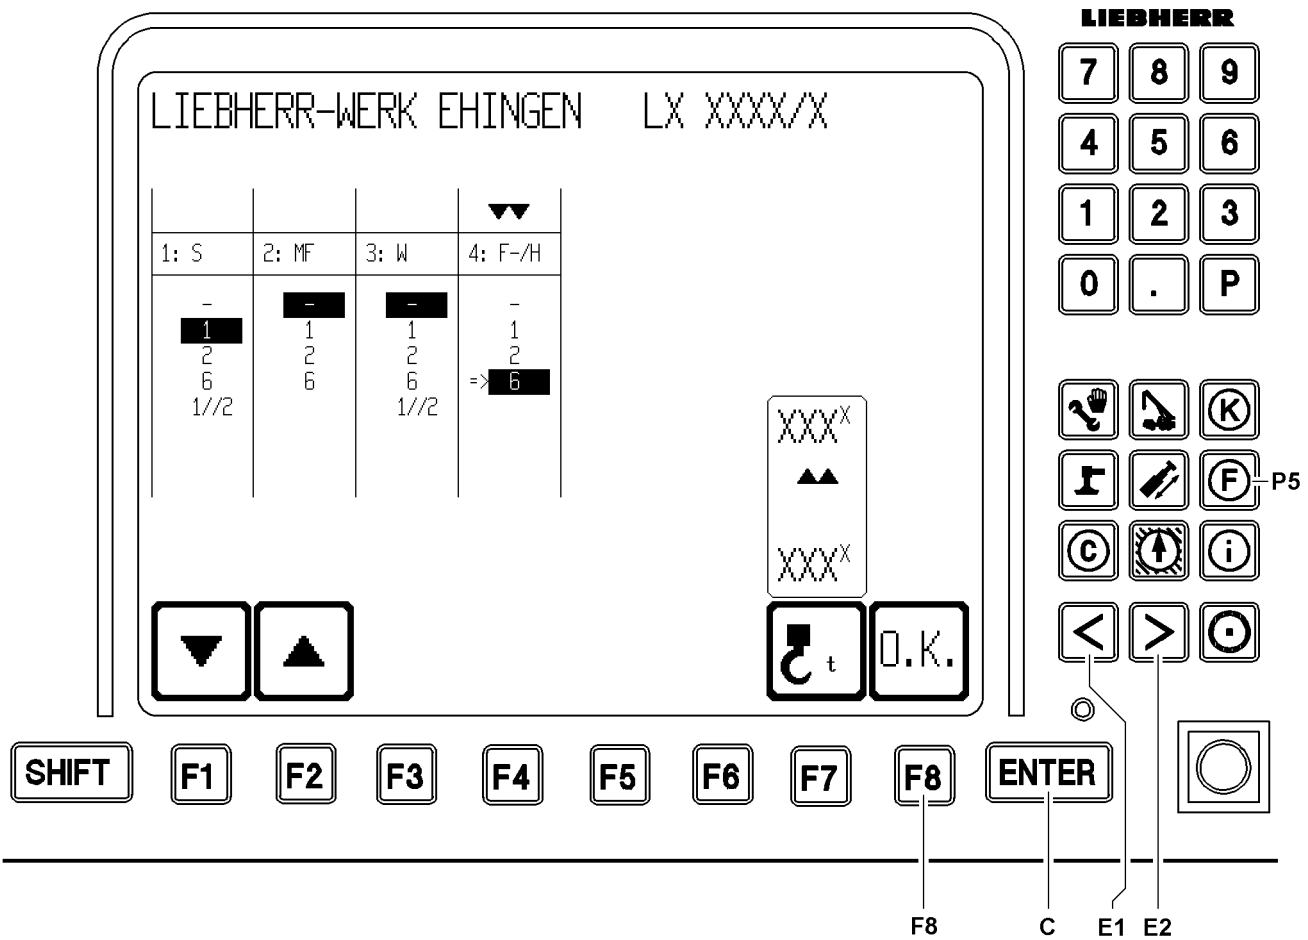 LIEBHERR
LIEBHERR-WERK EHINGEN LX XXXX/X
1: S 2: MF 3: W 4: F-/H
- - - -
1 1 1 1
2 2 2 2
6 6 6 => 6
1//2 1//2
XXXˣ
XXXˣ
t O.K.
7 8 9
4 5 6
1 2 3
0 . P
K
F P5
C i
< >
SHIFT F1 F2 F3 F4 F5 F6 F7 F8 ENTER
F8 C E1 E2